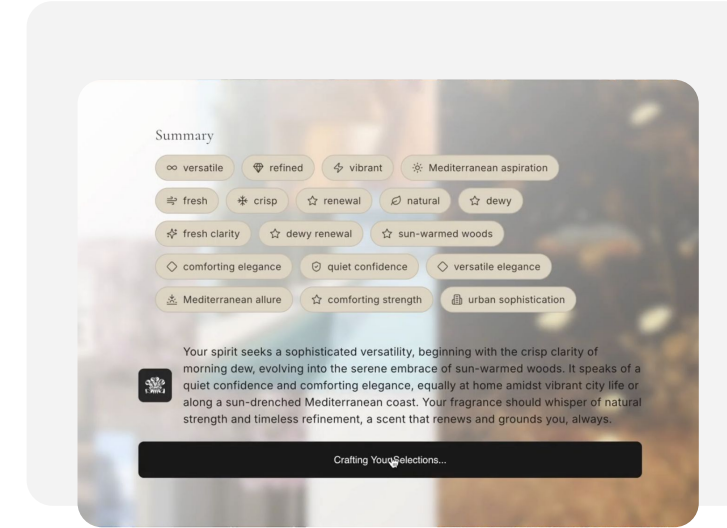 Summary
versatile refined vibrant Mediterranean aspiration
fresh crisp renewal natural dewy
fresh clarity dewy renewal sun-warmed woods
comforting elegance quiet confidence versatile elegance
Mediterranean allure comforting strength urban sophistication
Your spirit seeks a sophisticated versatility, beginning with the crisp clarity of
morning dew, evolving into the serene embrace of sun-warmed woods. It speaks of a
quiet confidence and comforting elegance, equally at home amidst vibrant city life or
along a sun-drenched Mediterranean coast. Your fragrance should whisper of natural
strength and timeless refinement, a scent that renews and grounds you, always.
Crafting Your Selections...